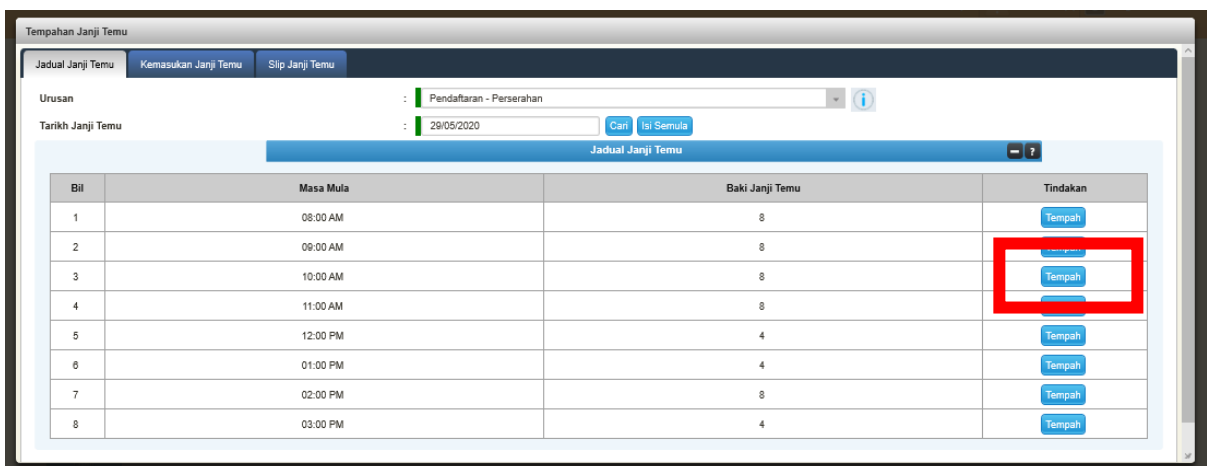 Tempahan Janji Temu
Jadual Janji Temu Kemasukan Janji Temu Slip Janji Temu
Urusan : Pendaftaran - Perserahan
Tarikh Janji Temu : 29/05/2020 Cari Isi Semula
Jadual Janji Temu
Bil Masa Mula Baki Janji Temu Tindakan
1 08:00 AM 8 Tempah
2 09:00 AM 8
3 10:00 AM 8 Tempah
4 11:00 AM 8
5 12:00 PM 4 Tempah
6 01:00 PM 4 Tempah
7 02:00 PM 8 Tempah
8 03:00 PM 4 Tempah